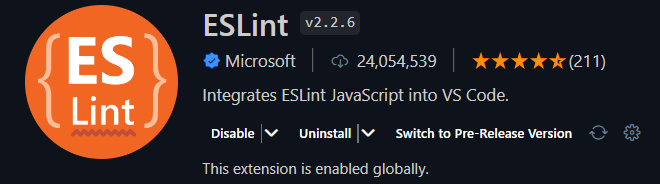 {ES}
Lint
ESLint v2.2.6
Microsoft | 24,054,539 | ★★★★★(211)
Integrates ESLint JavaScript into VS Code.
Disable | Uninstall | Switch to Pre-Release Version
This extension is enabled globally.